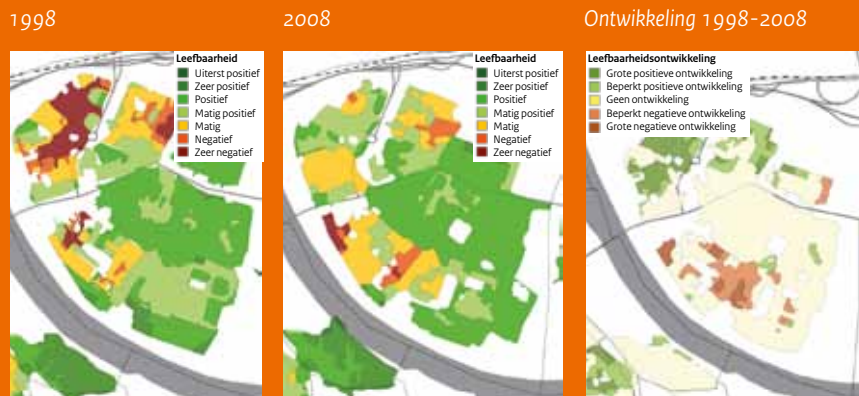 1998
2008
Ontwikkeling 1998-2008
Leefbaarheid
Uiterst positief
Zeer positief
Positief
Matig positief
Matig
Negatief
Zeer negatief
Leefbaarheid
Uiterst positief
Zeer positief
Positief
Matig positief
Matig
Negatief
Zeer negatief
Leefbaarheidsontwikkeling
Grote positieve ontwikkeling
Beperkt positieve ontwikkeling
Geen ontwikkeling
Beperkt negatieve ontwikkeling
Grote negatieve ontwikkeling